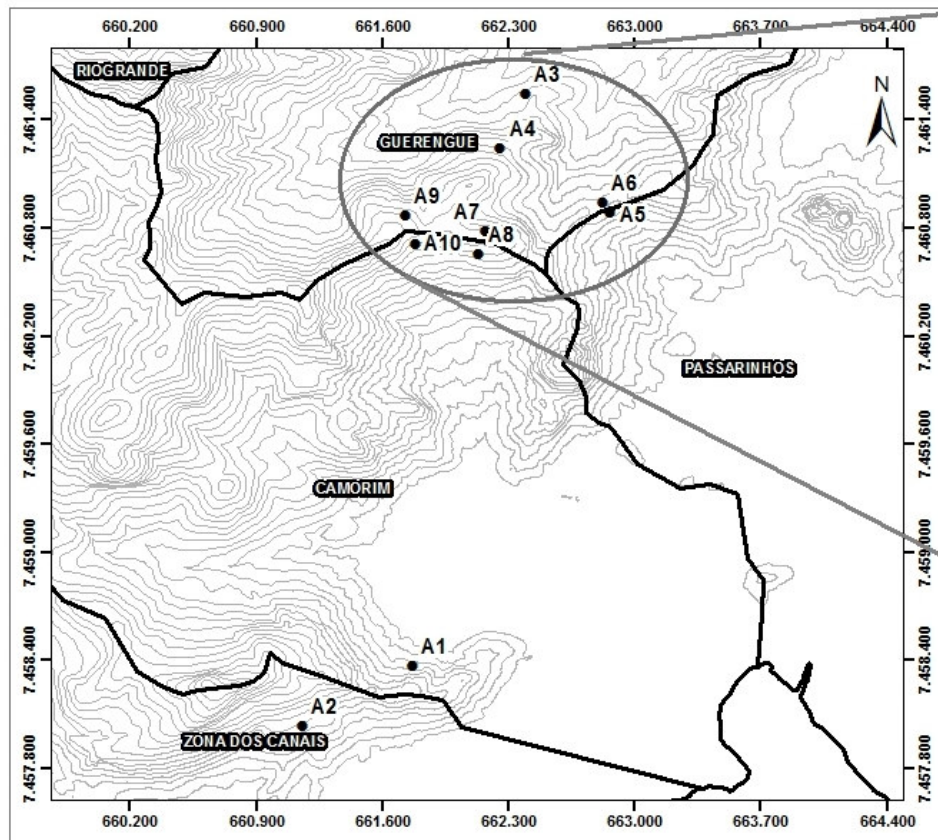 660.200 660.900 661.600 662.300 663.000 663.700 664.400
RIOGRANDE
N
A3
7.461.400 7.461.400
A4
GUERENGUE
A6
A9
A7
A5
7.460.800 7.460.800
A10
A8
7.460.200 7.460.200
PASSARINHOS
7.459.600 7.459.600
CAMORIM
7.459.000 7.459.000
A1
7.458.400 7.458.400
A2
ZONA DOS CANAIS
7.457.800 7.457.800
660.200 660.900 661.600 662.300 663.000 663.700 664.400